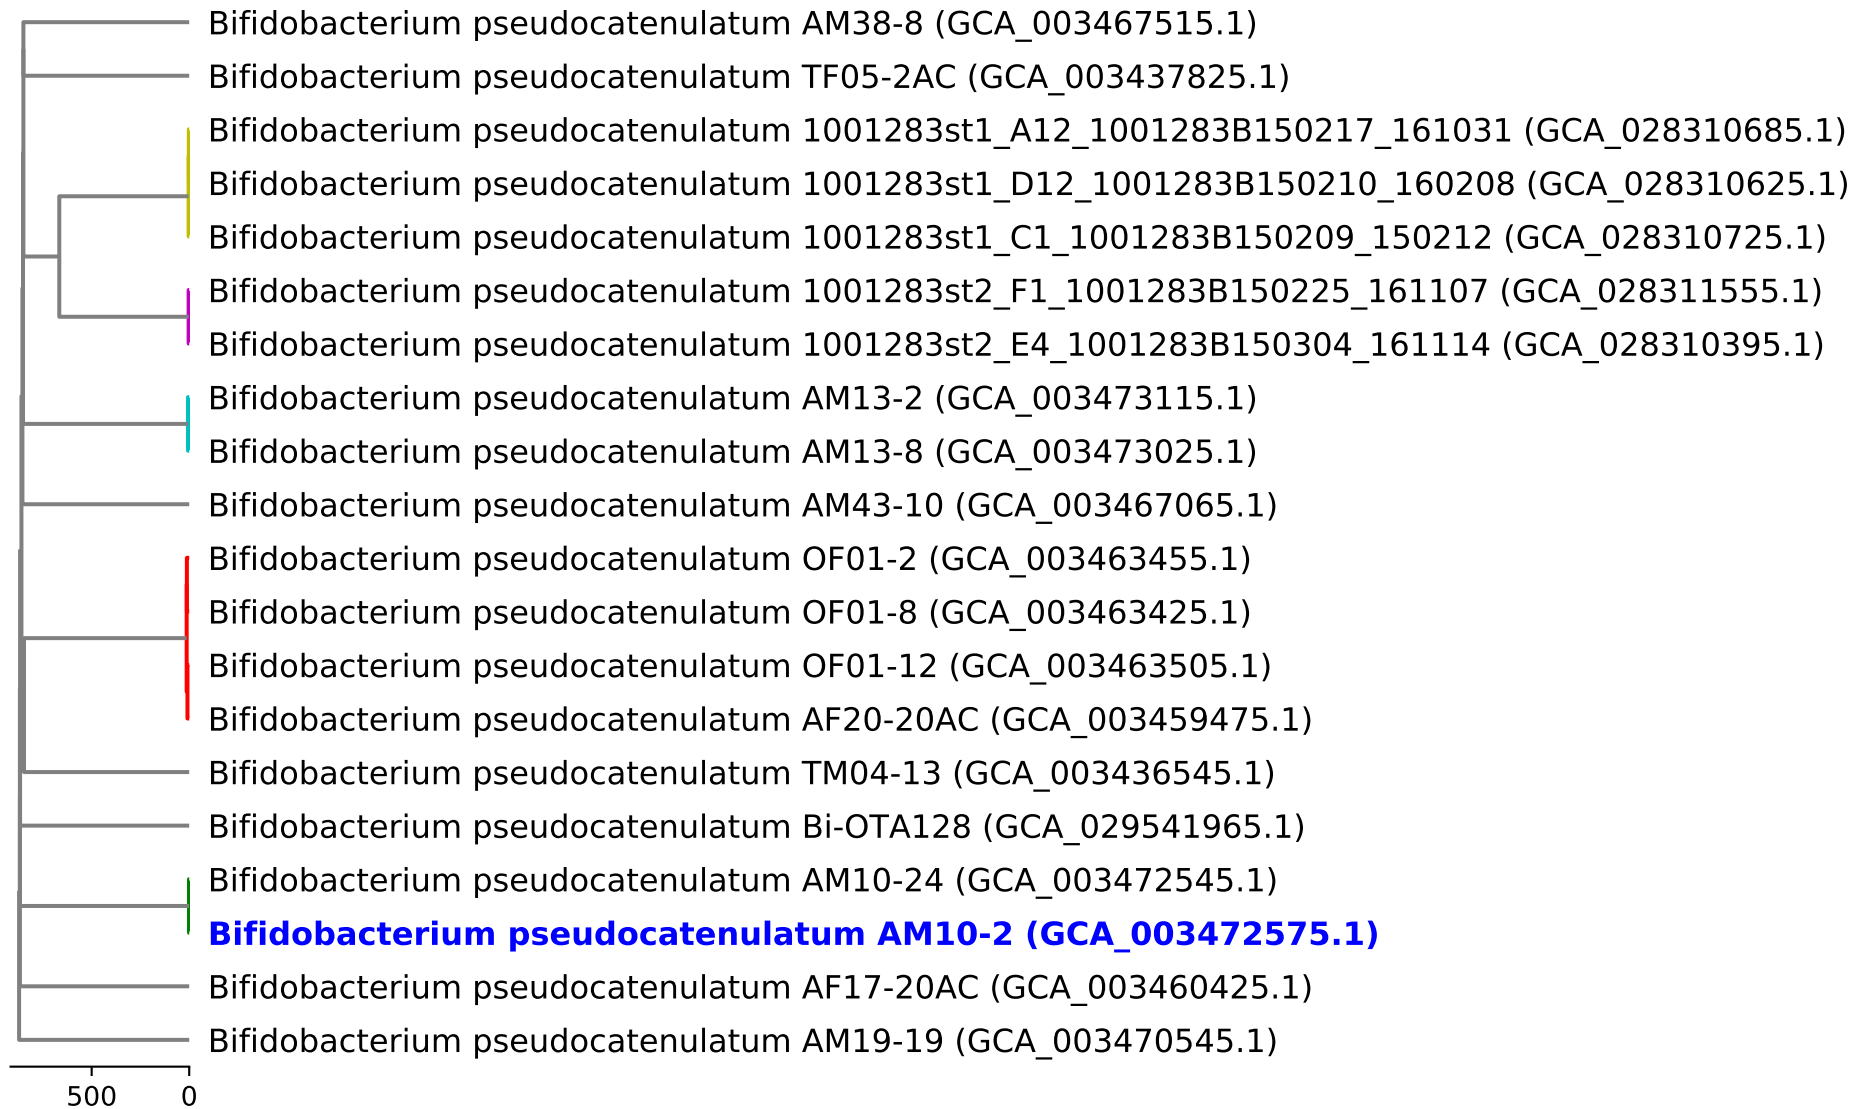 Bifidobacterium pseudocatenulatum AM38-8 (GCA_003467515.1)
Bifidobacterium pseudocatenulatum TF05-2AC (GCA_003437825.1)
Bifidobacterium pseudocatenulatum 1001283st1_A12_1001283B150217_161031 (GCA_028310685.1)
Bifidobacterium pseudocatenulatum 1001283st1_D12_1001283B150210_160208 (GCA_028310625.1)
Bifidobacterium pseudocatenulatum 1001283st1_C1_1001283B150209_150212 (GCA_028310725.1)
Bifidobacterium pseudocatenulatum 1001283st2_F1_1001283B150225_161107 (GCA_028311555.1)
Bifidobacterium pseudocatenulatum 1001283st2_E4_1001283B150304_161114 (GCA_028310395.1)
Bifidobacterium pseudocatenulatum AM13-2 (GCA_003473115.1)
Bifidobacterium pseudocatenulatum AM13-8 (GCA_003473025.1)
Bifidobacterium pseudocatenulatum AM43-10 (GCA_003467065.1)
Bifidobacterium pseudocatenulatum OF01-2 (GCA_003463455.1)
Bifidobacterium pseudocatenulatum OF01-8 (GCA_003463425.1)
Bifidobacterium pseudocatenulatum OF01-12 (GCA_003463505.1)
Bifidobacterium pseudocatenulatum AF20-20AC (GCA_003459475.1)
Bifidobacterium pseudocatenulatum TM04-13 (GCA_003436545.1)
Bifidobacterium pseudocatenulatum Bi-OTA128 (GCA_029541965.1)
Bifidobacterium pseudocatenulatum AM10-24 (GCA_003472545.1)
Bifidobacterium pseudocatenulatum AM10-2 (GCA_003472575.1)
Bifidobacterium pseudocatenulatum AF17-20AC (GCA_003460425.1)
Bifidobacterium pseudocatenulatum AM19-19 (GCA_003470545.1)
500 0